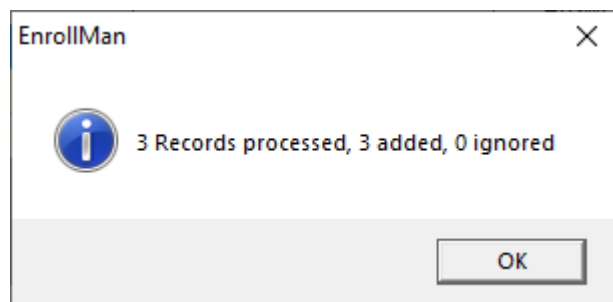 EnrollMan
3 Records processed, 3 added, 0 ignored
OK